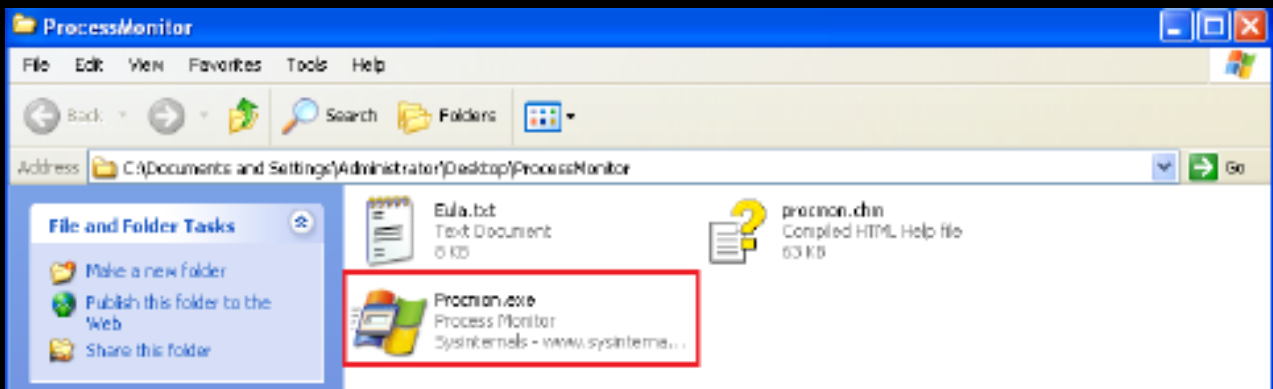 ProcessMonitor
File Edit View Favorites Tools Help
Back Search Folders
Address C:\Documents and Settings\Administrator\Desktop\ProcessMonitor Go
File and Folder Tasks
Make a new folder
Publish this folder to the
Web
Share this folder
Eula.txt
Text Document
8 KB
procmon.chm
Compiled HTML Help file
63 KB
Procmon.exe
Process Monitor
Sysinternals - www.sysinterna...